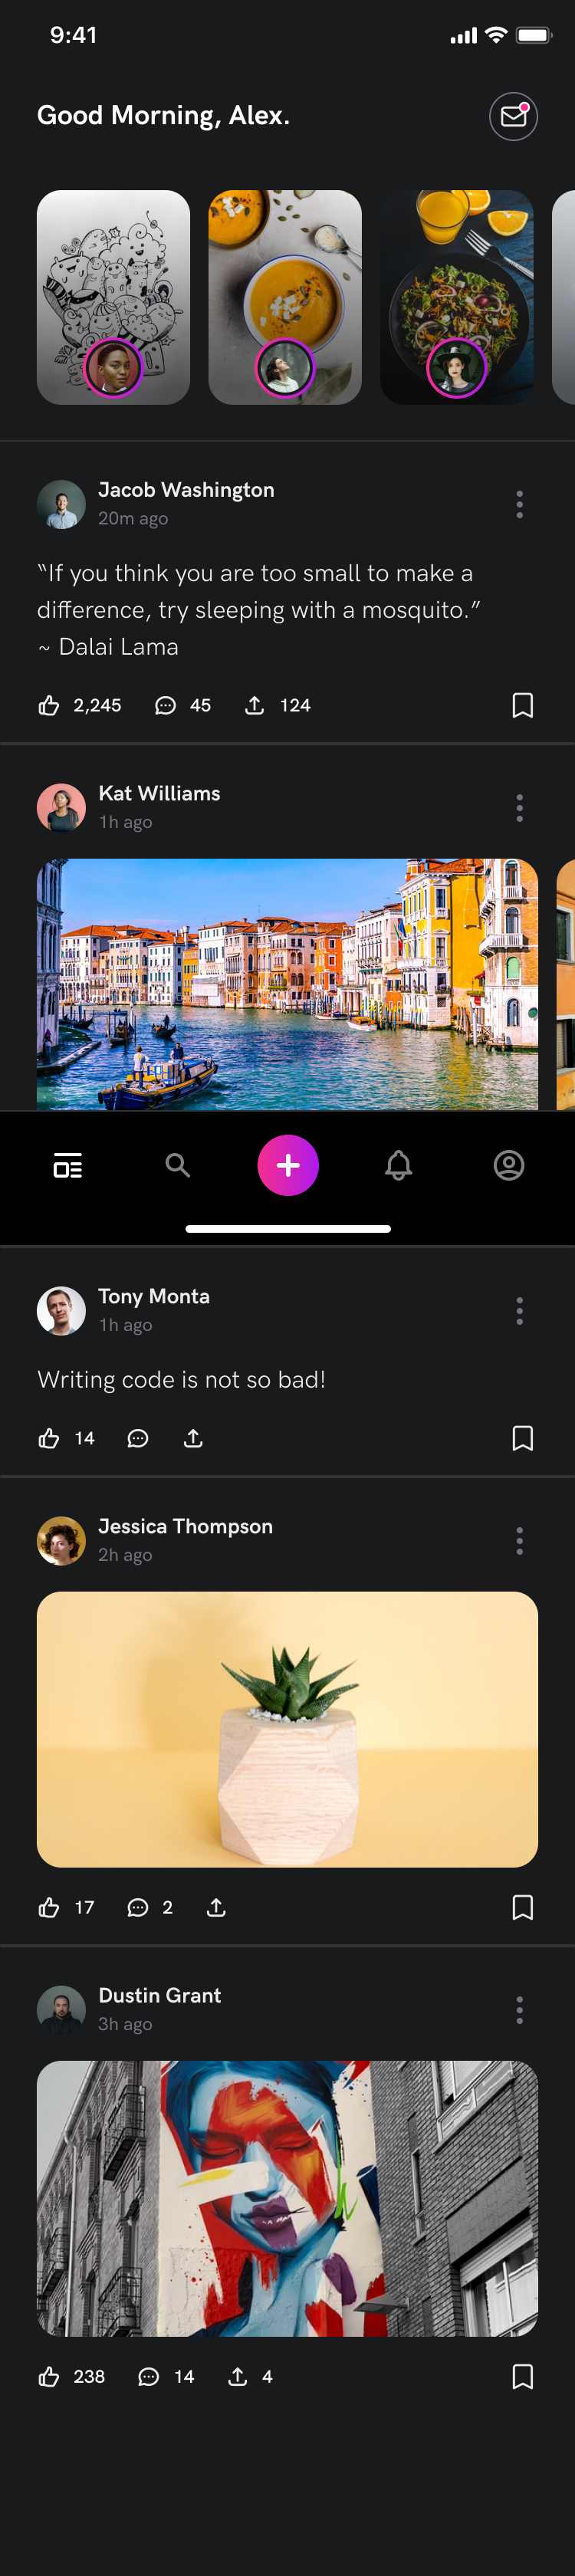 9:41
Good Morning, Alex.
Jacob Washington
20m ago
“If you think you are too small to make a
difference, try sleeping with a mosquito.”
~ Dalai Lama
2,245 45 124
Kat Williams
1h ago
Tony Monta
1h ago
Writing code is not so bad!
14
Jessica Thompson
2h ago
17 2
Dustin Grant
3h ago
238 14 4